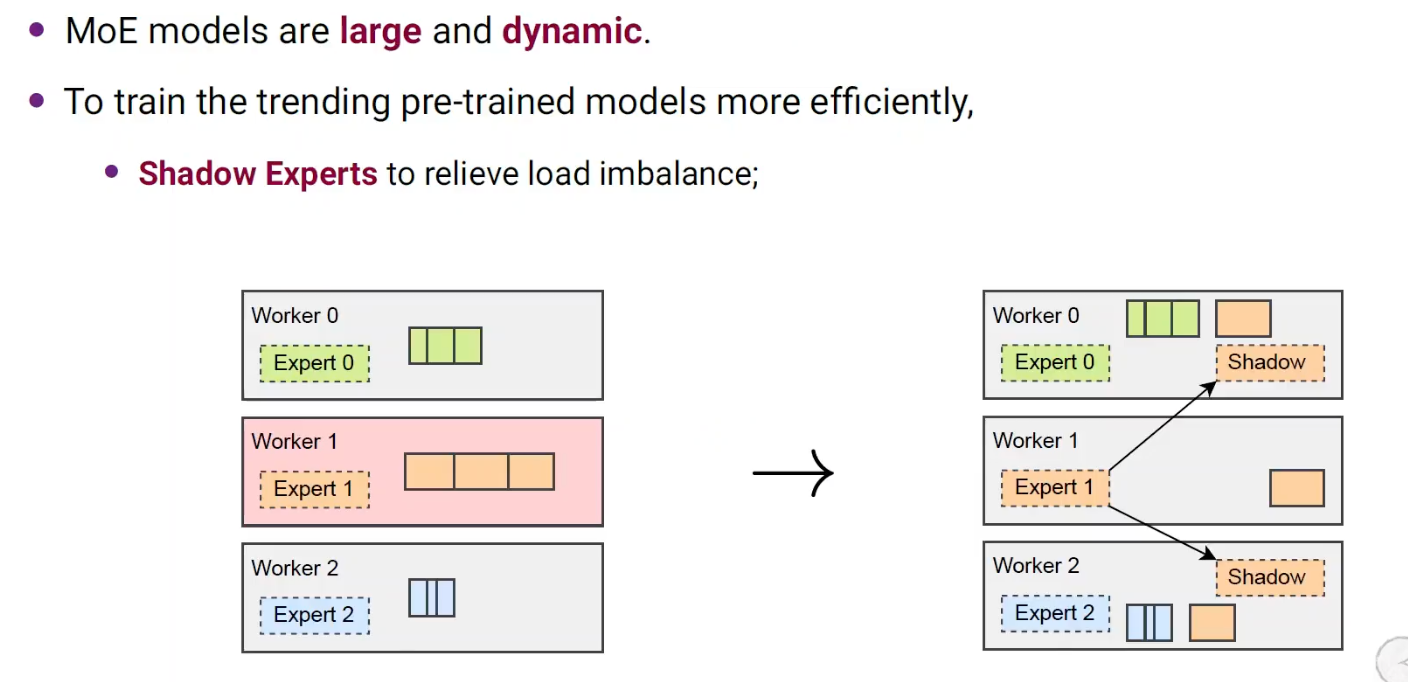 MoE models are large and dynamic.
To train the trending pre-trained models more efficiently,
Shadow Experts to relieve load imbalance;
Worker 0
Expert 0
Worker 1
Expert 1
Worker 2
Expert 2
Worker 0
Expert 0
Shadow
Worker 1
Expert 1
Worker 2
Shadow
Expert 2